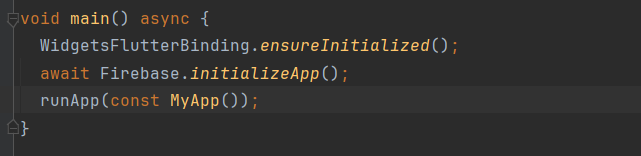 void main() async {
  WidgetsFlutterBinding.ensureInitialized();
  await Firebase.initializeApp();
  runApp(const MyApp());
}